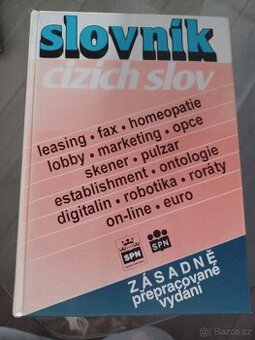 slovník
cizích slov
leasing • fax • homeopatie
lobby • marketing • opce
skener • pulzar
establishment • ontologie
digitalin • robotika • roráty
on-line • euro
SPN
SPN
ZÁSADNĚ
přepracované
vydání
Bazoš.cz